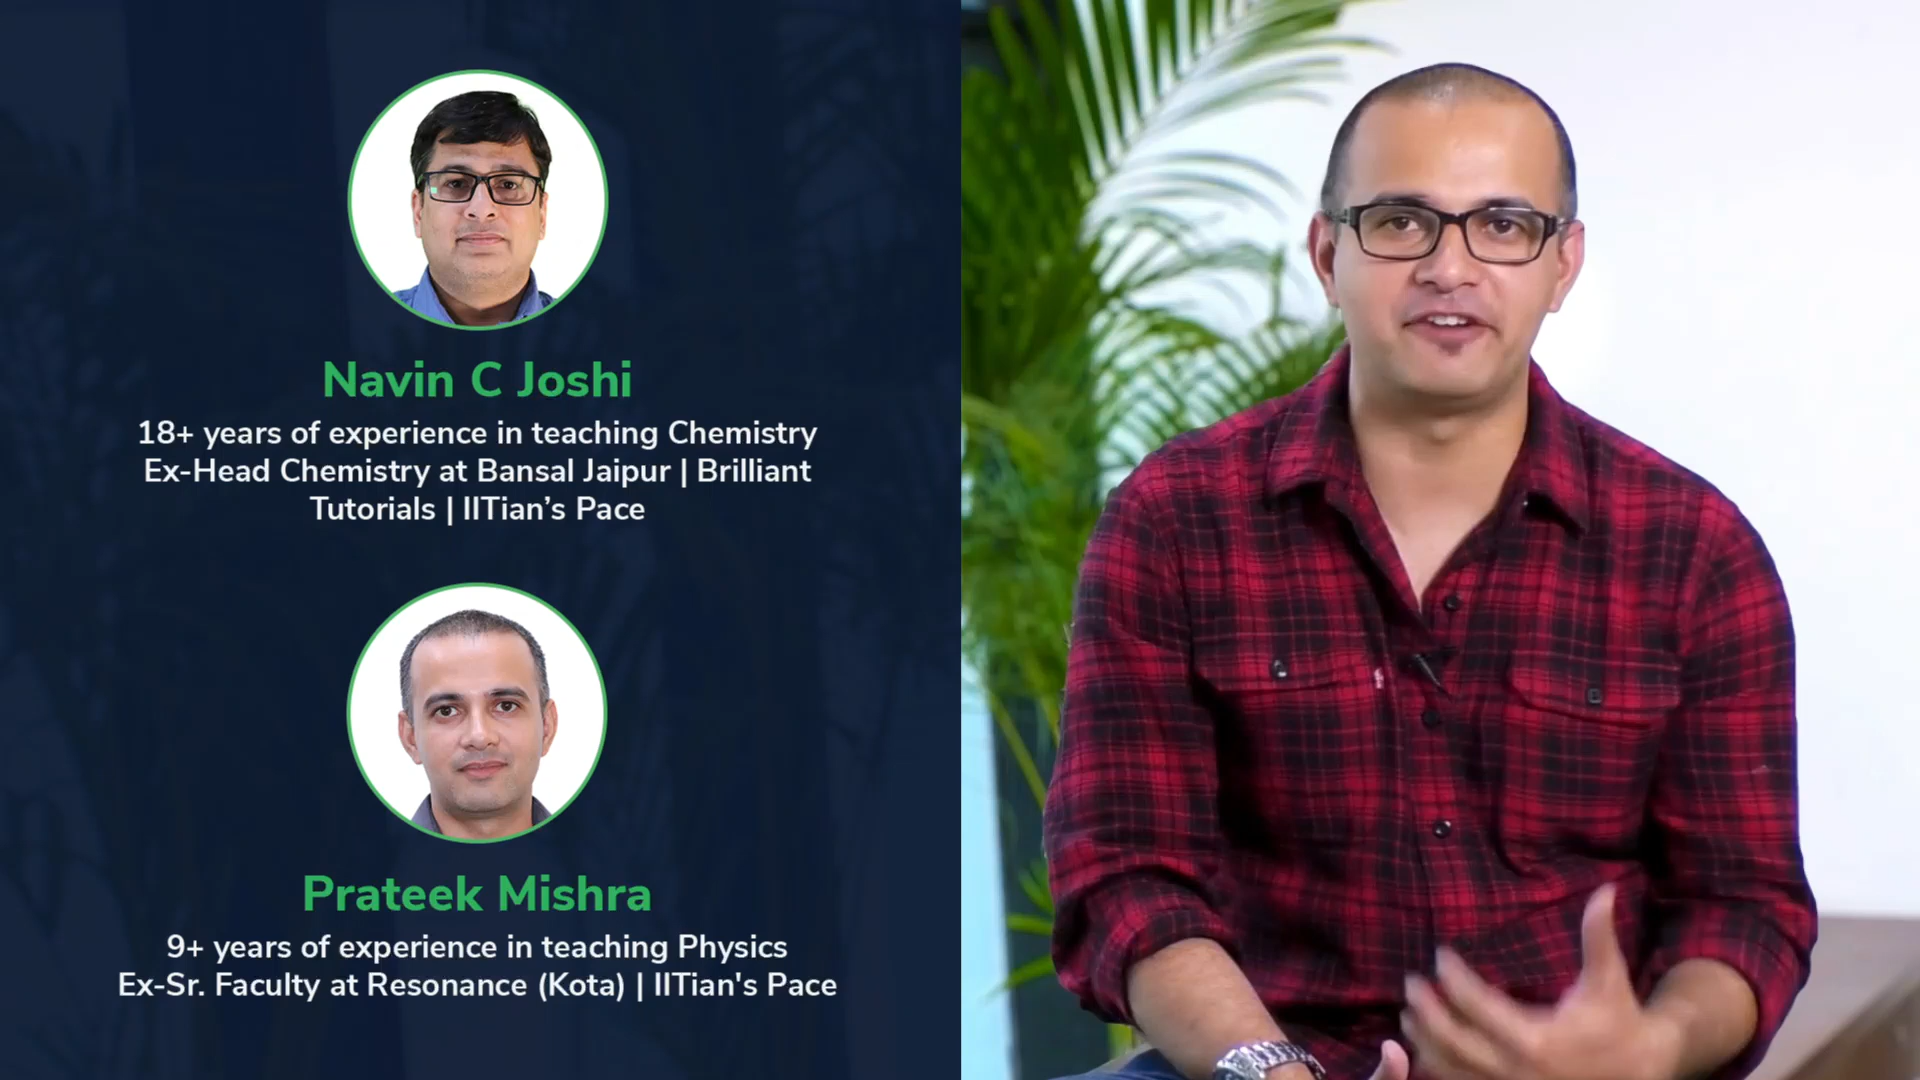 Navin C Joshi
18+ years of experience in teaching Chemistry
Ex-Head Chemistry at Bansal Jaipur | Brilliant
Tutorials | IITian’s Pace
Prateek Mishra
9+ years of experience in teaching Physics
Ex-Sr. Faculty at Resonance (Kota) | IITian's Pace